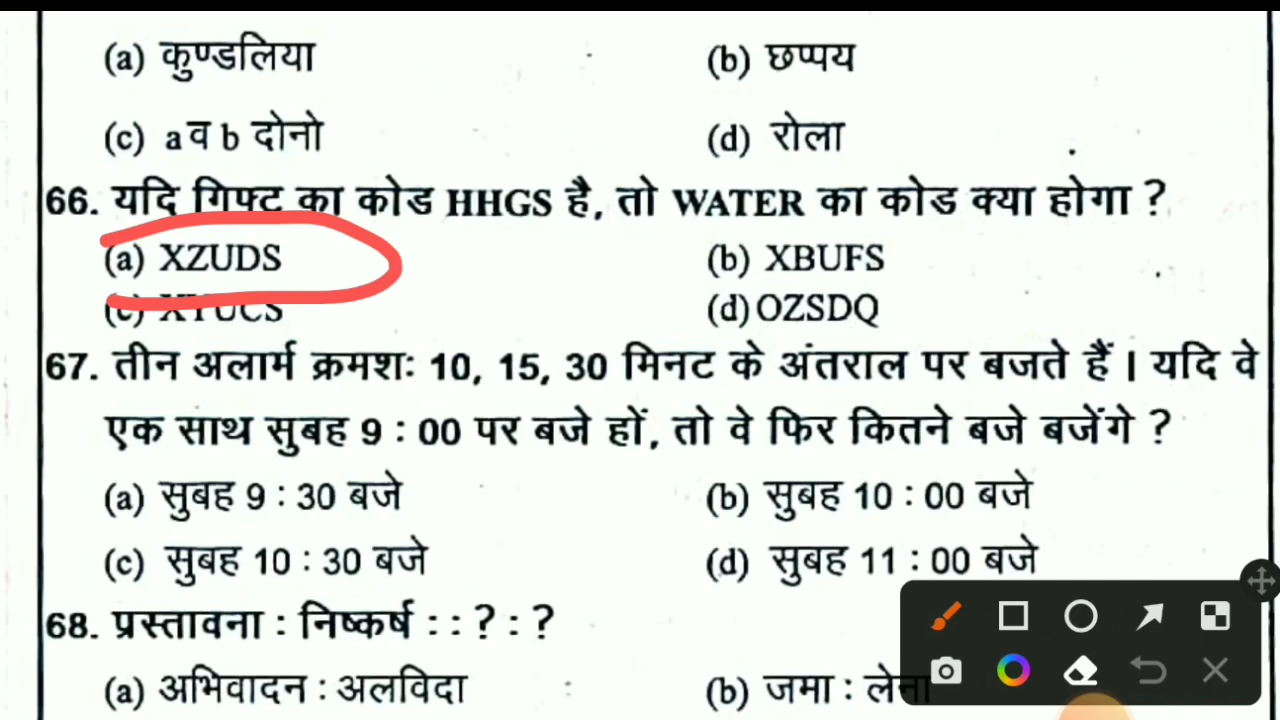 (a) कुण्डलिया (b) छप्पय
(c) a व b दोनो (d) रोला
66. यदि गिफ्ट का कोड HHGS है, तो WATER का कोड क्या होगा ?
(a) XZUDS (b) XBUFS
(c) XYUCS (d) OZSDQ
67. तीन अलार्म क्रमशः 10, 15, 30 मिनट के अंतराल पर बजते हैं । यदि वे
एक साथ सुबह 9 : 00 पर बजे हों, तो वे फिर कितने बजे बजेंगे ?
(a) सुबह 9 : 30 बजे (b) सुबह 10 : 00 बजे
(c) सुबह 10 : 30 बजे (d) सुबह 11 : 00 बजे
68. प्रस्तावना : निष्कर्ष : : ? : ?
(a) अभिवादन : अलविदा (b) जमा : लेना